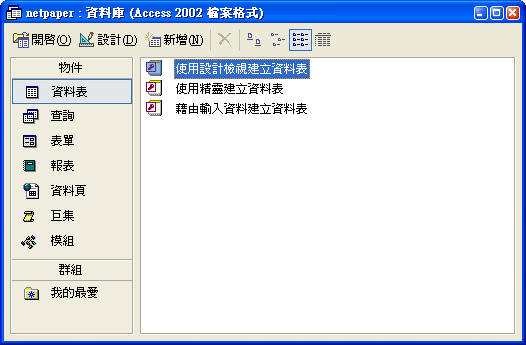 netpaper : 資料庫 (Access 2002 檔案格式)
開啟(O) 設計(D) 新增(N)
物件
資料表
查詢
表單
報表
資料頁
巨集
模組
群組
我的最愛
使用設計檢視建立資料表
使用精靈建立資料表
藉由輸入資料建立資料表